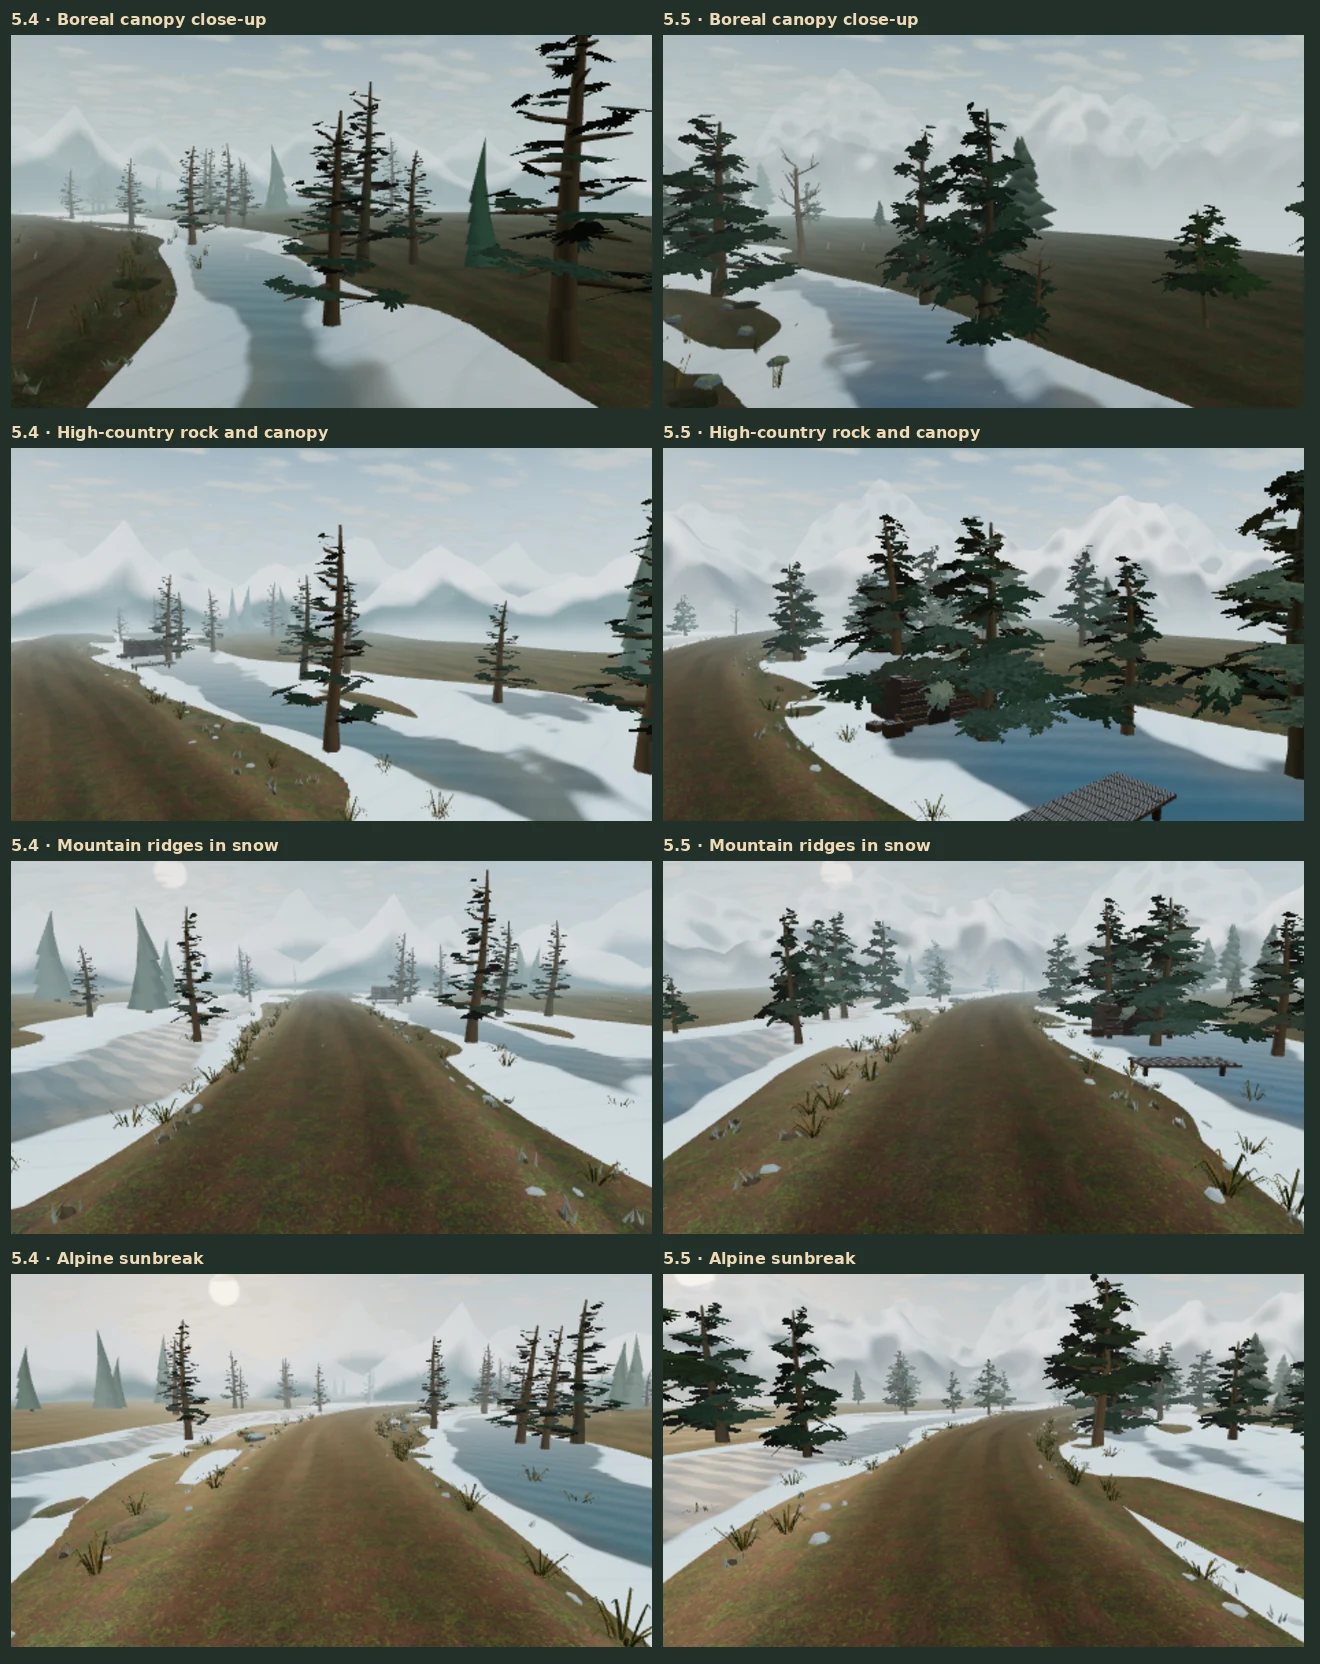 5.4 · Boreal canopy close-up
5.5 · Boreal canopy close-up
5.4 · High-country rock and canopy
5.5 · High-country rock and canopy
5.4 · Mountain ridges in snow
5.5 · Mountain ridges in snow
5.4 · Alpine sunbreak
5.5 · Alpine sunbreak